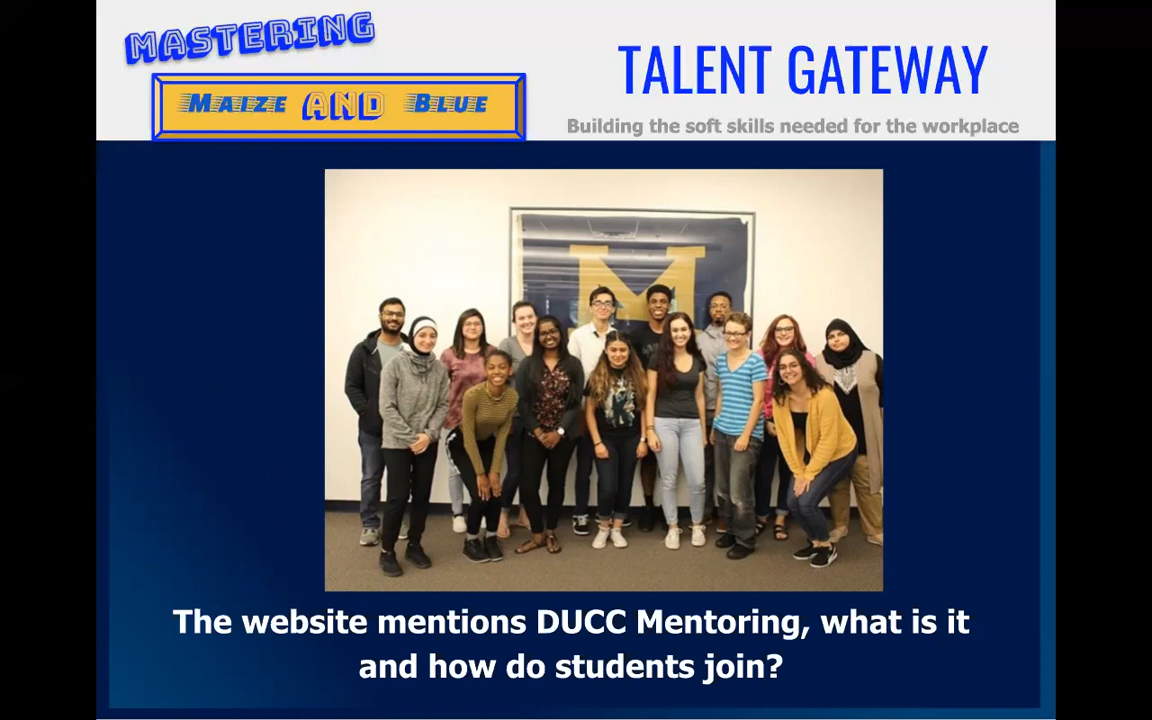 MASTERING
MAIZE AND BLUE
TALENT GATEWAY
Building the soft skills needed for the workplace
M
The website mentions DUCC Mentoring, what is it
and how do students join?